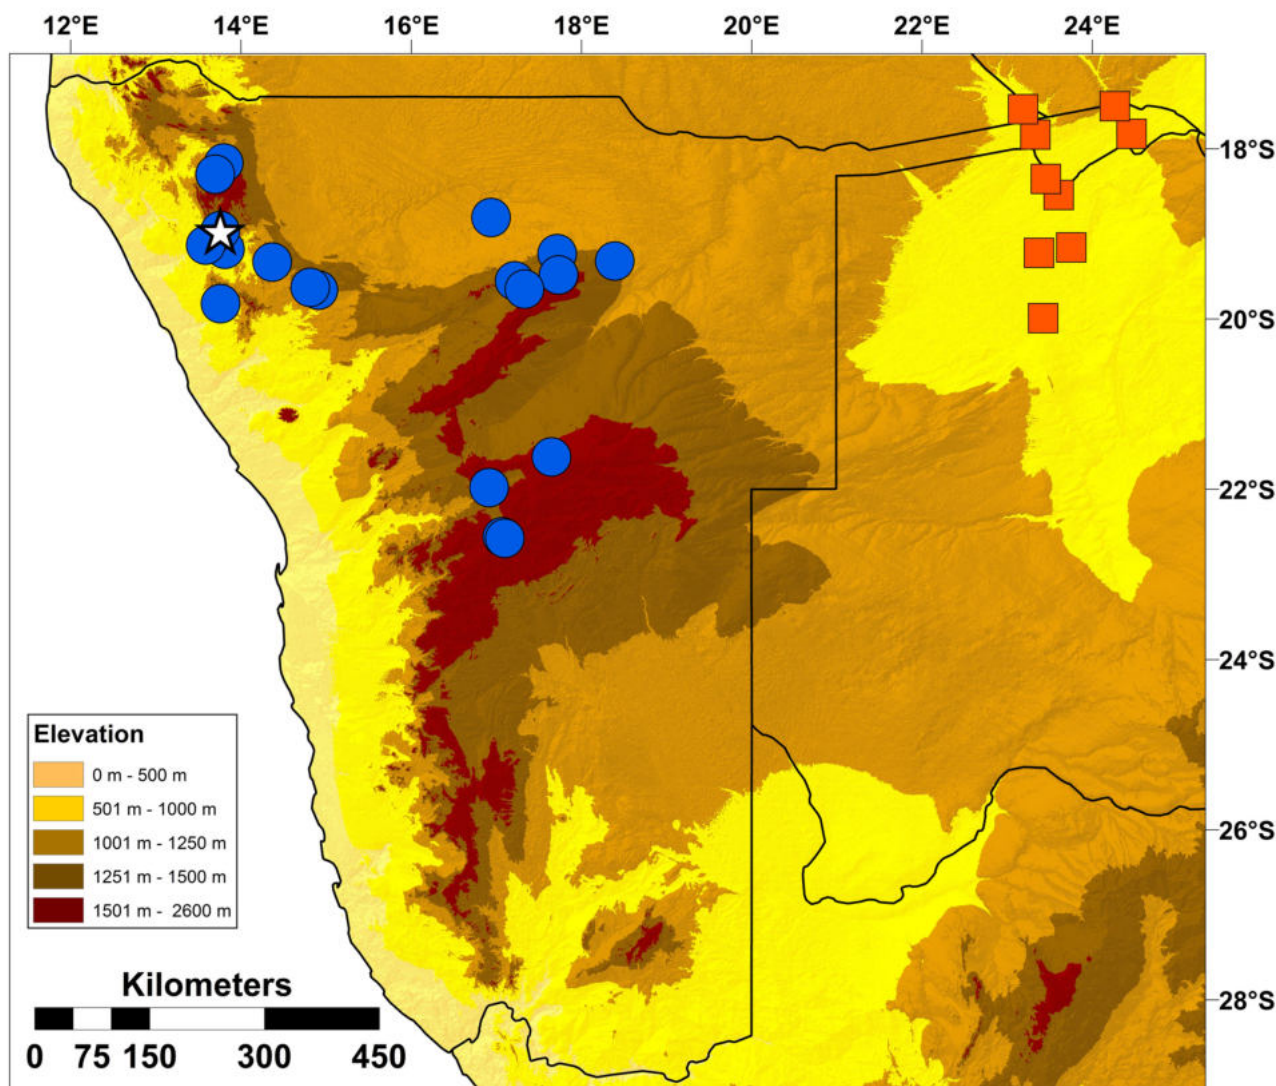 12°E 14°E 16°E 18°E 20°E 22°E 24°E
18°S
20°S
22°S
24°S
26°S
28°S
Elevation
0 m - 500 m
501 m - 1000 m
1001 m - 1250 m
1251 m - 1500 m
1501 m - 2600 m
Kilometers
0 75 150 300 450